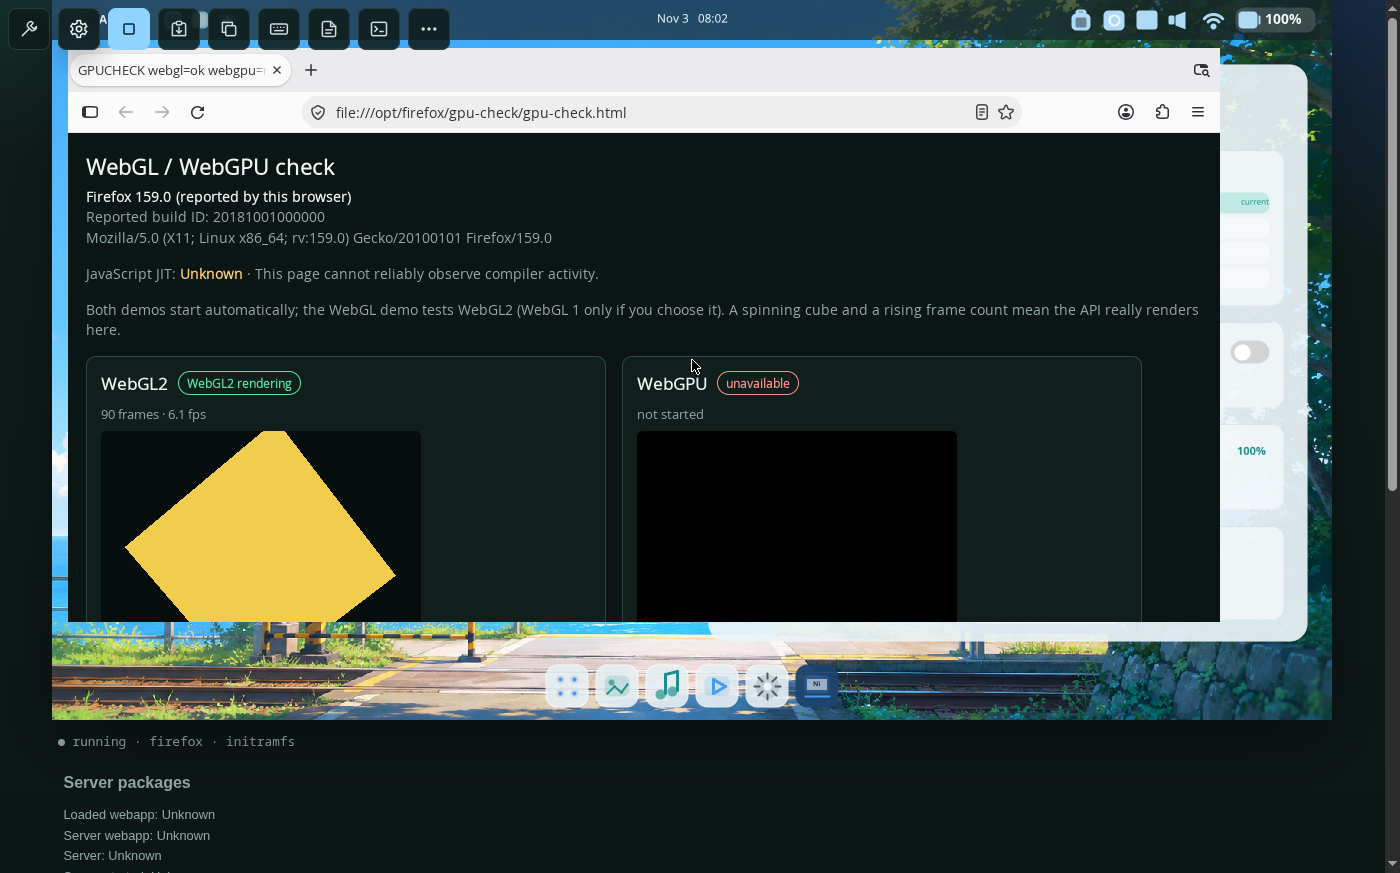 A
Nov 3 08:02
100%
GPUCHECK webgl=ok webgpu=
file:///opt/firefox/gpu-check/gpu-check.html
WebGL / WebGPU check
Firefox 159.0 (reported by this browser)
Reported build ID: 20181001000000
Mozilla/5.0 (X11; Linux x86_64; rv:159.0) Gecko/20100101 Firefox/159.0
JavaScript JIT: Unknown · This page cannot reliably observe compiler activity.
Both demos start automatically; the WebGL demo tests WebGL2 (WebGL 1 only if you choose it). A spinning cube and a rising frame count mean the API really renders
here.
WebGL2 WebGL2 rendering
90 frames · 6.1 fps
WebGPU unavailable
not started
current
100%
Ni
● running · firefox · initramfs
Server packages
Loaded webapp: Unknown
Server webapp: Unknown
Server: Unknown